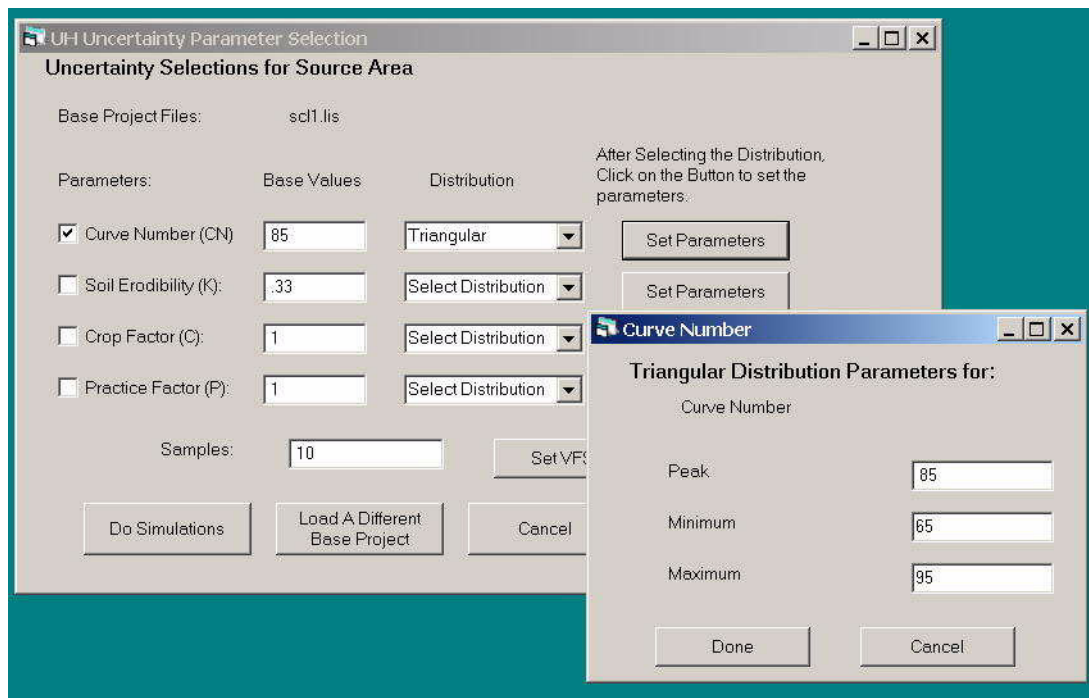 UH Uncertainty Parameter Selection
Uncertainty Selections for Source Area
Base Project Files: scl1.lis
After Selecting the Distribution,
Click on the Button to set the
parameters.
Parameters: Base Values Distribution
Curve Number (CN) 85 Triangular Set Parameters
Soil Erodibility (K): .33 Select Distribution Set Parameters
Crop Factor (C): 1 Select Distribution
Practice Factor (P): 1 Select Distribution
Samples: 10 Set VFS
Do Simulations
Load A Different
Base Project
Cancel
Curve Number
Triangular Distribution Parameters for:
Curve Number
Peak 85
Minimum 65
Maximum 95
Done Cancel